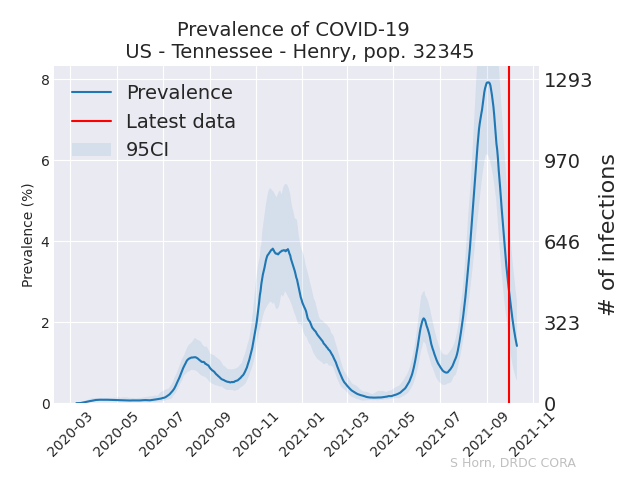 Prevalence of COVID-19
US - Tennessee - Henry, pop. 32345
Prevalence
Latest data
95CI
Prevalence (%)
8
6
4
2
0
1293
970
646
323
0
# of infections
2020-03
2020-05
2020-07
2020-09
2020-11
2021-01
2021-03
2021-05
2021-07
2021-09
2021-11
S Horn, DRDC CORA